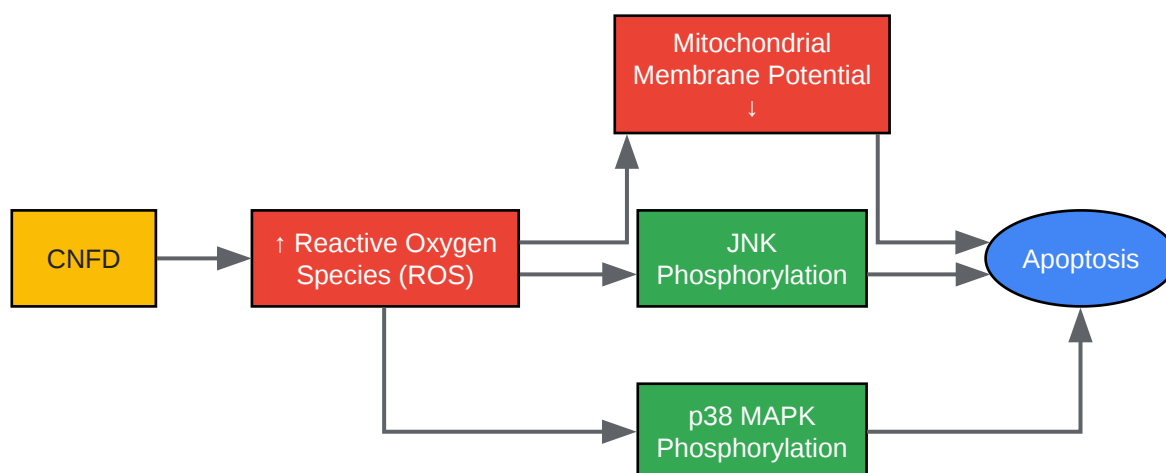 Mitochondrial
Membrane Potential
↓
CNFD
↑ Reactive Oxygen
Species (ROS)
JNK
Phosphorylation
Apoptosis
p38 MAPK
Phosphorylation